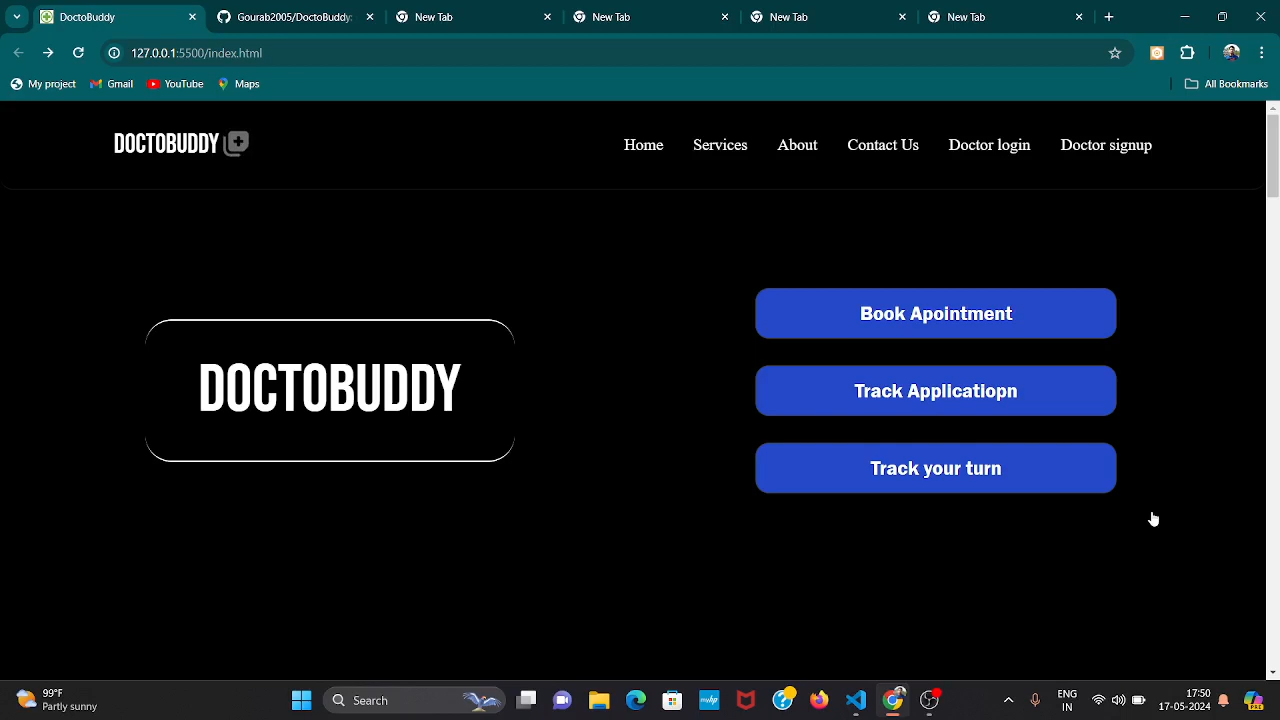 DoctoBuddy
Gourab2005/DoctoBuddy:
New Tab
New Tab
New Tab
New Tab
127.0.0.1:5500/index.html
My project
Gmail
YouTube
Maps
All Bookmarks
DOCTOBUDDY
Home
Services
About
Contact Us
Doctor login
Doctor signup
DOCTOBUDDY
Book Apointment
Track Applicatiopn
Track your turn
99°F
Partly sunny
Search
ENG
IN
17:50
17-05-2024